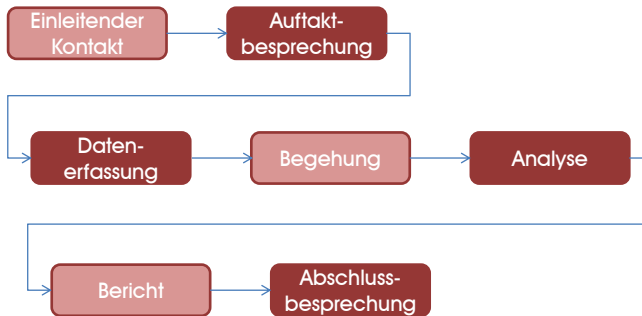 Einleitender
Kontakt
Auftakt-
besprechung
Daten-
erfassung
Begehung
Analyse
Bericht
Abschluss-
besprechung